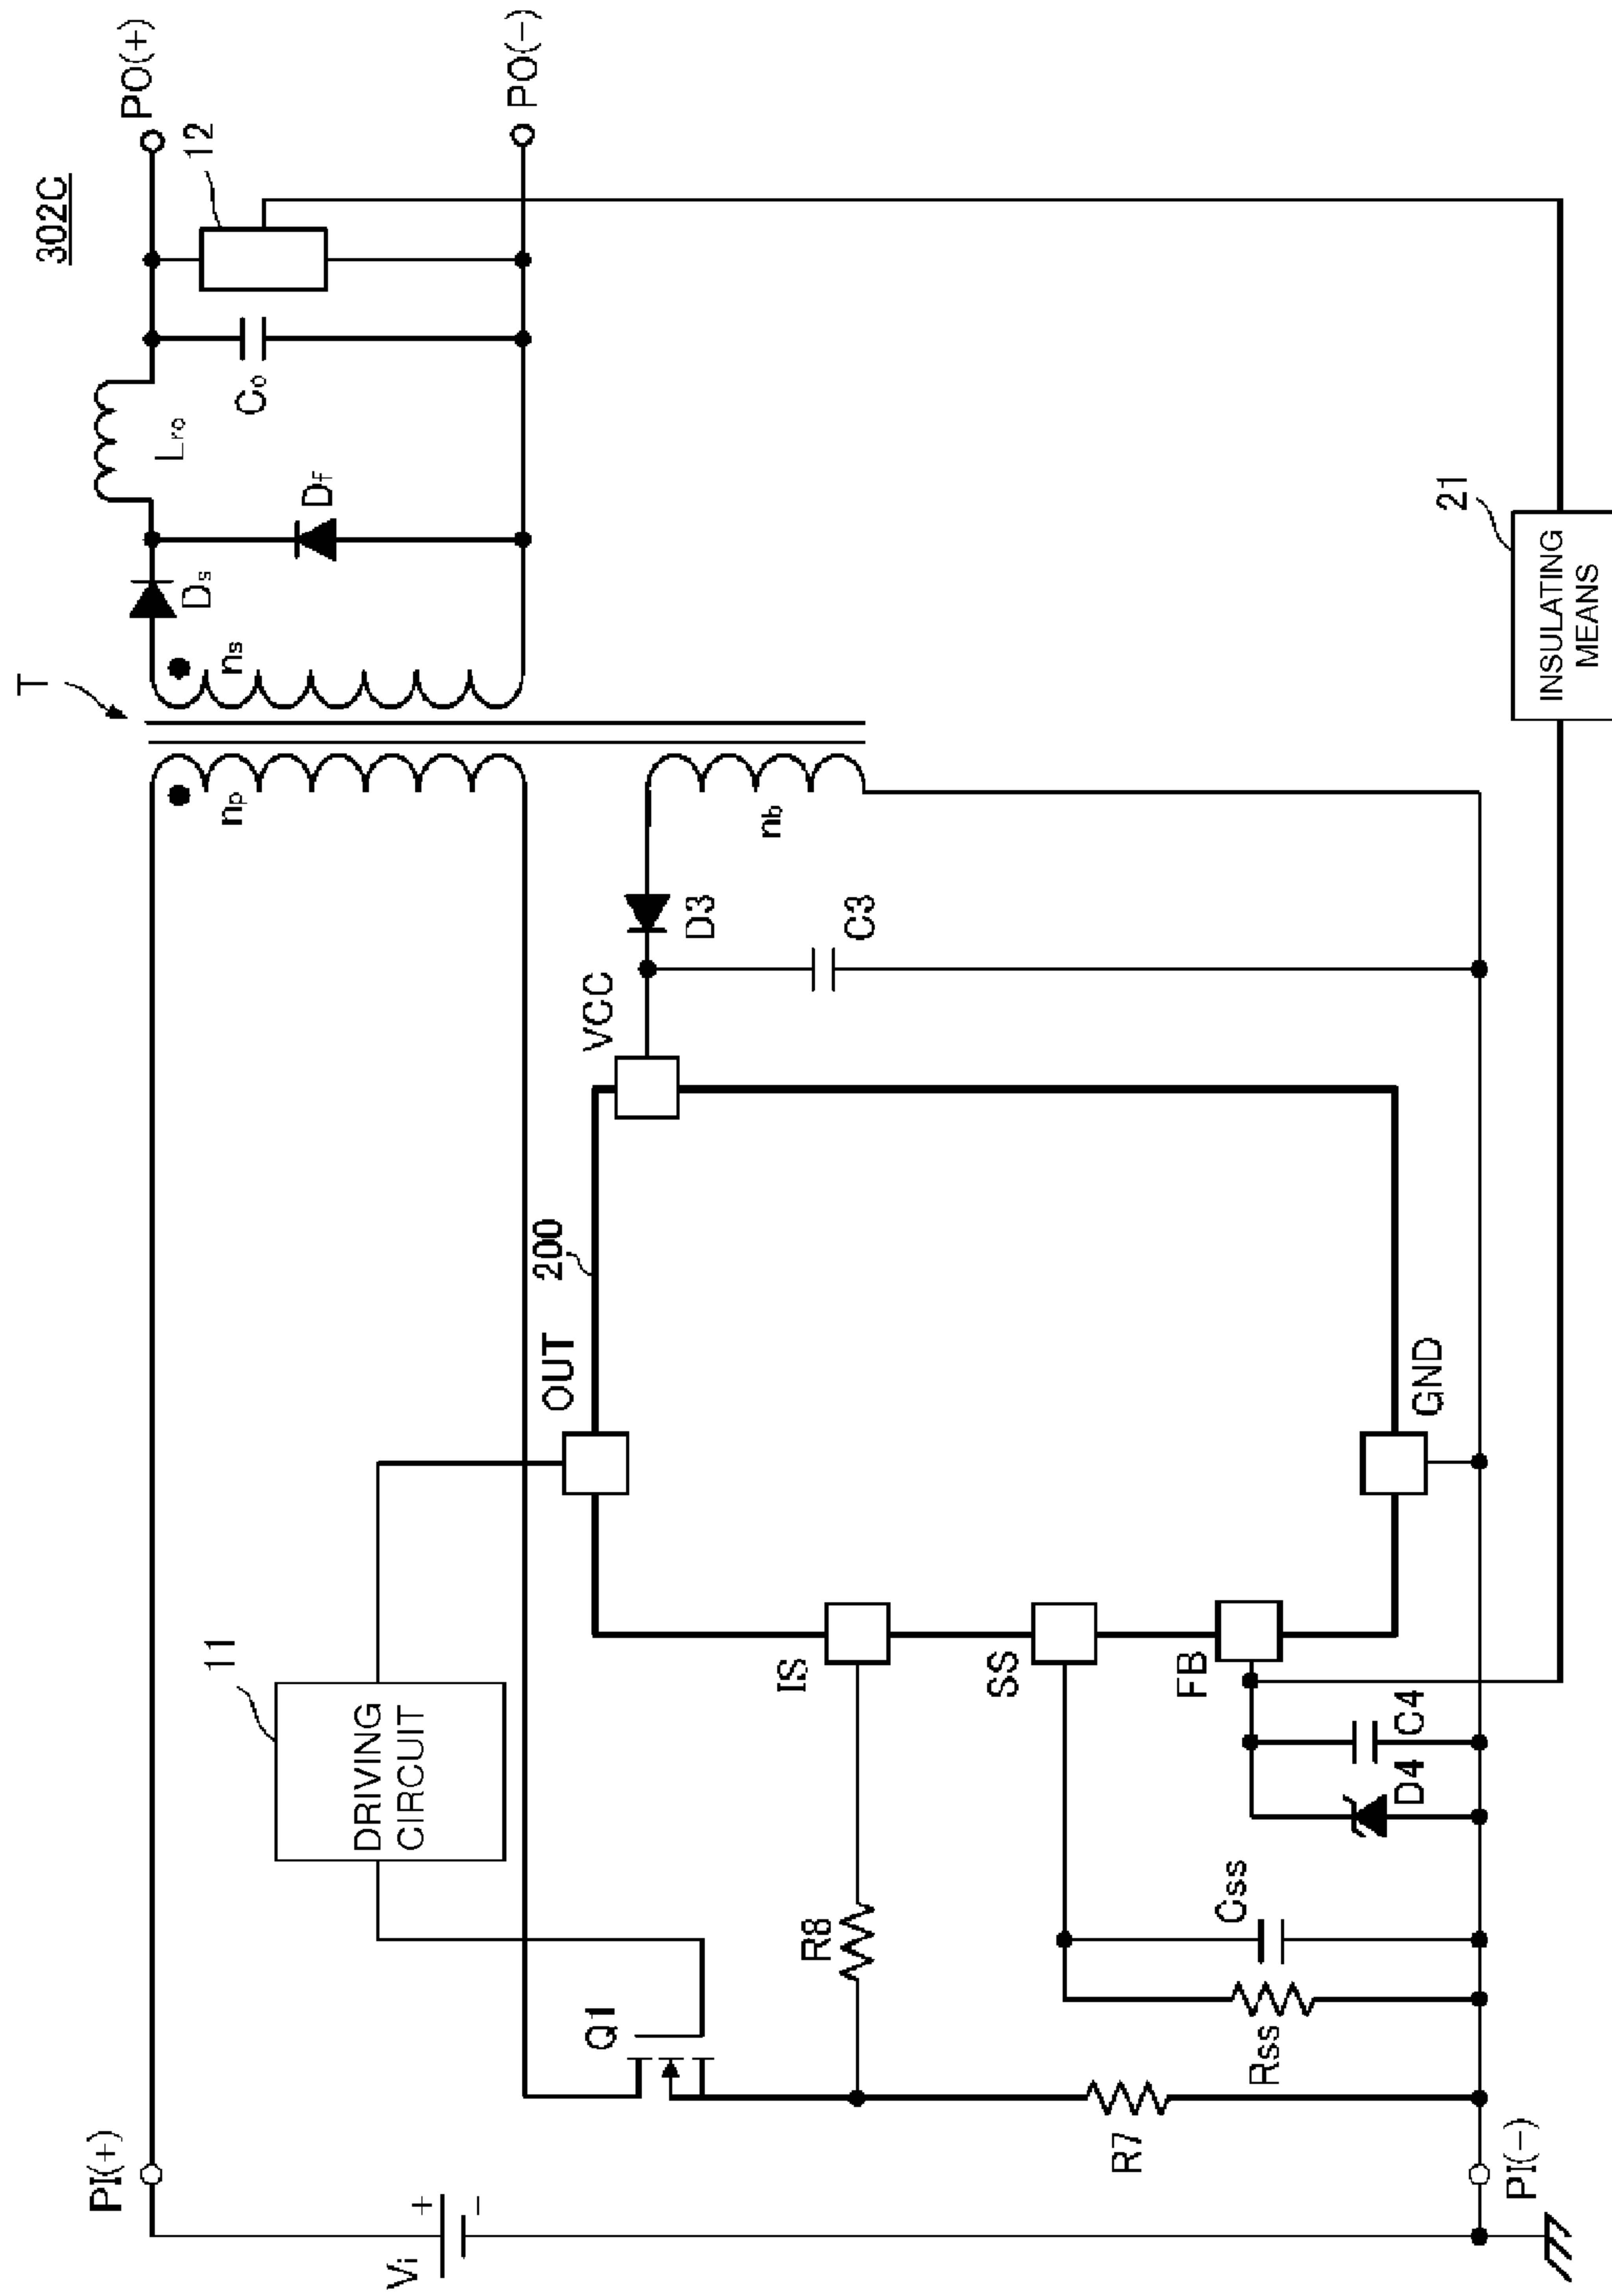 302C
PO(+)
12
Lro
Co
Ds
Df
PO(−)
T
np
ns
nb
D3
C3
VCC
OUT
200
11
DRIVING
CIRCUIT
IS
SS
FB
GND
Q1
R8
Css
Rss
D4
C4
R7
PI(+)
Vi
+
−
PI(−)
21
INSULATING
MEANS